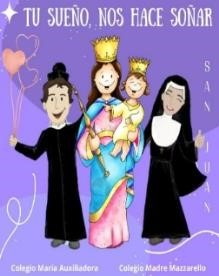 TU SUEÑO, NOS HACE SOÑAR
SAN JUAN
Colegio María Auxiliadora
Colegio Madre Mazzarello